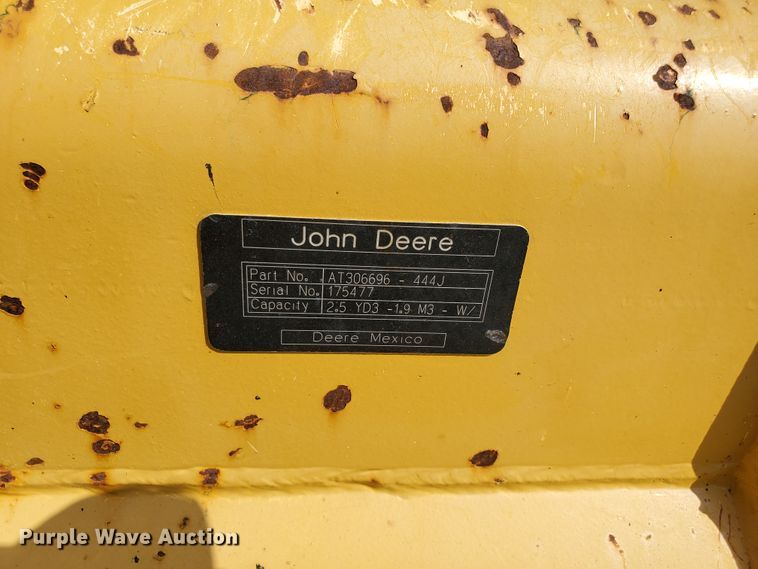 John Deere
Part No. AT306696 - 444J
Serial No. 175477
Capacity 2.5 YD3 -1.9 M3 - W/
Deere Mexico
Purple Wave Auction